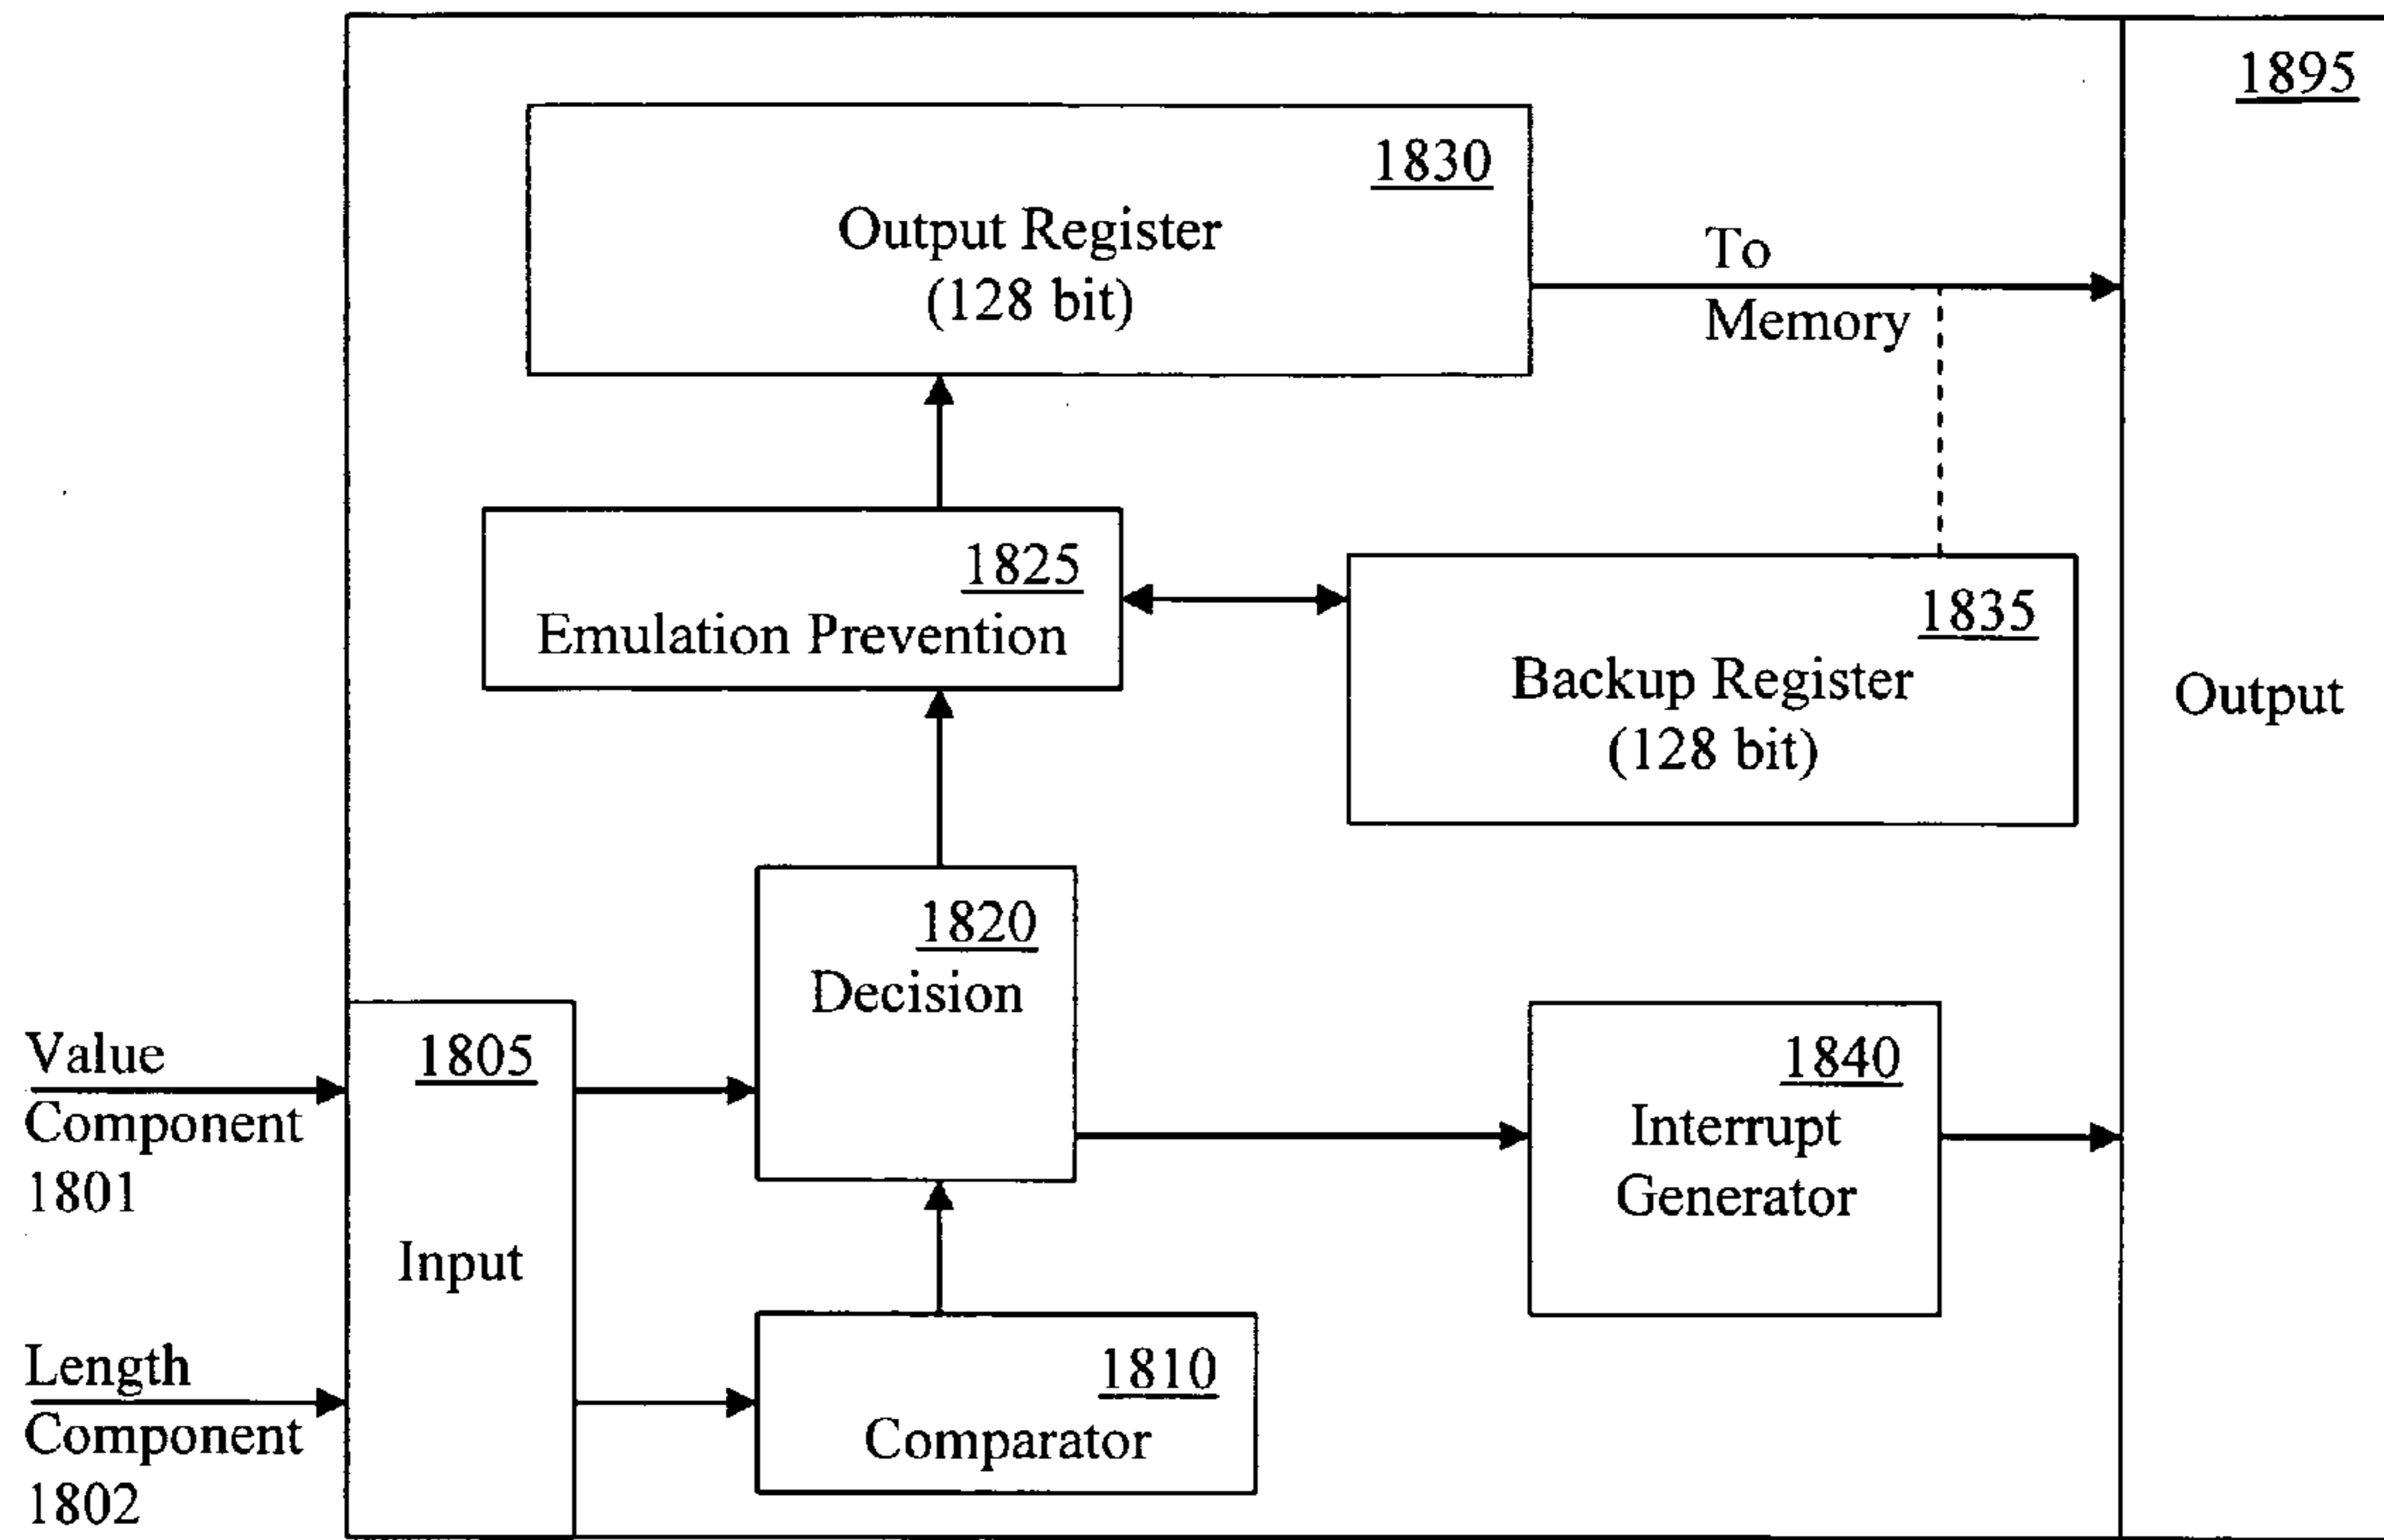 1895
1830
Output Register
(128 bit)
To
Memory
1825
Emulation Prevention
1835
Backup Register
(128 bit)
Output
1820
Decision
Value
Component
1801
1805
Input
1840
Interrupt
Generator
Length
Component
1802
1810
Comparator